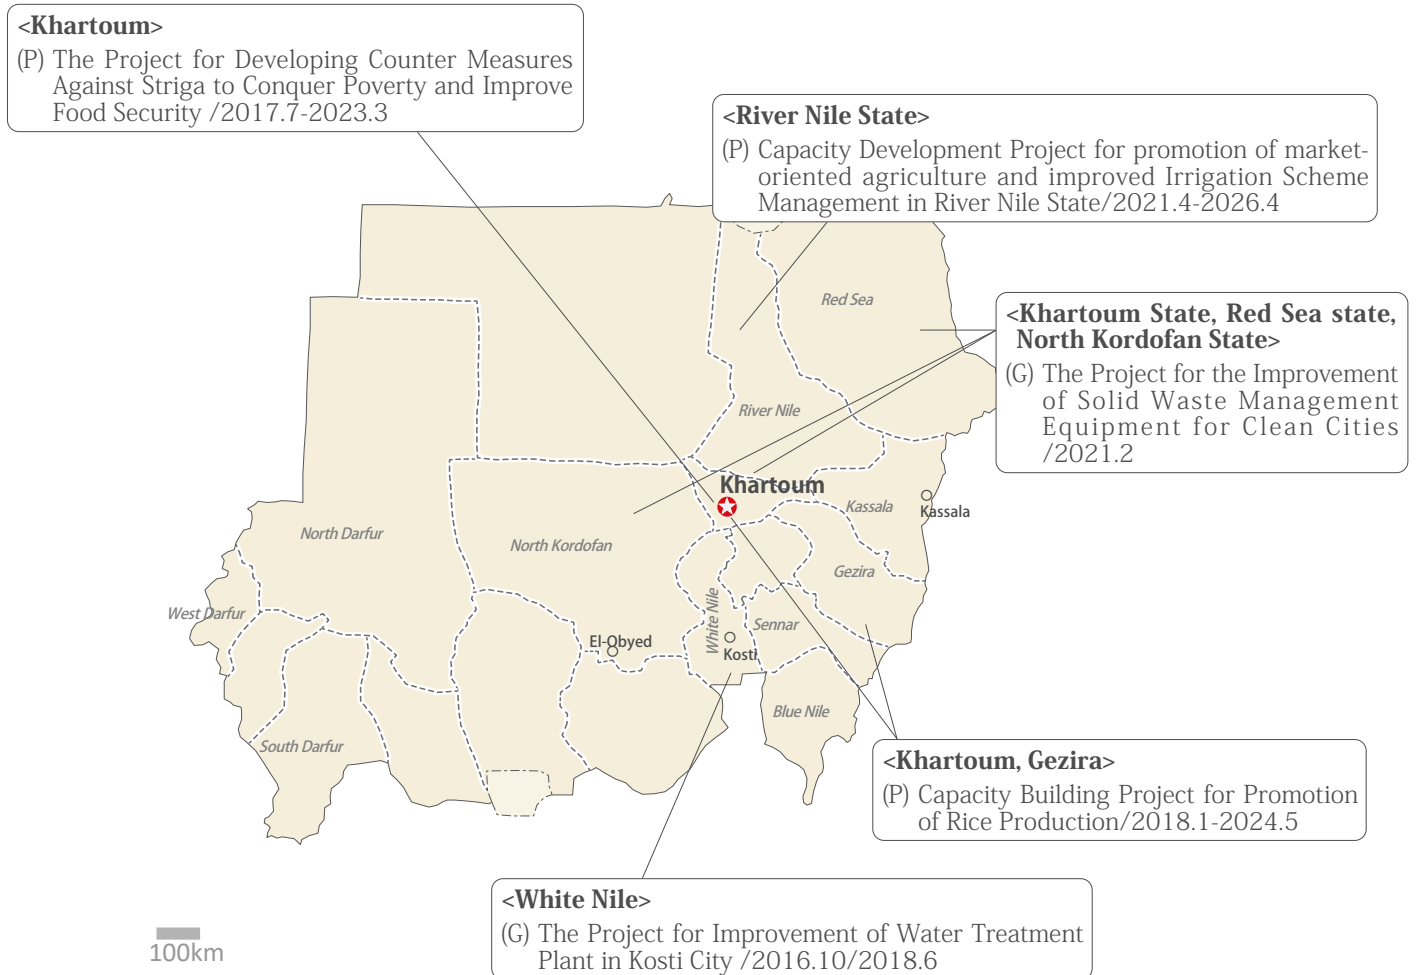 <Khartoum>
(P) The Project for Developing Counter Measures
Against Striga to Conquer Poverty and Improve
Food Security /2017.7-2023.3
<River Nile State>
(P) Capacity Development Project for promotion of market-
oriented agriculture and improved Irrigation Scheme
Management in River Nile State/2021.4-2026.4
Red Sea
<Khartoum State, Red Sea state,
North Kordofan State>
(G) The Project for the Improvement
of Solid Waste Management
Equipment for Clean Cities
/2021.2
River Nile
Khartoum
Kassala
Kassala
North Darfur
North Kordofan
Gezira
West Darfur
White Nile
Sennar
El-Obyed
Kosti
Blue Nile
South Darfur
<Khartoum, Gezira>
(P) Capacity Building Project for Promotion
of Rice Production/2018.1-2024.5
<White Nile>
(G) The Project for Improvement of Water Treatment
Plant in Kosti City /2016.10/2018.6
100km